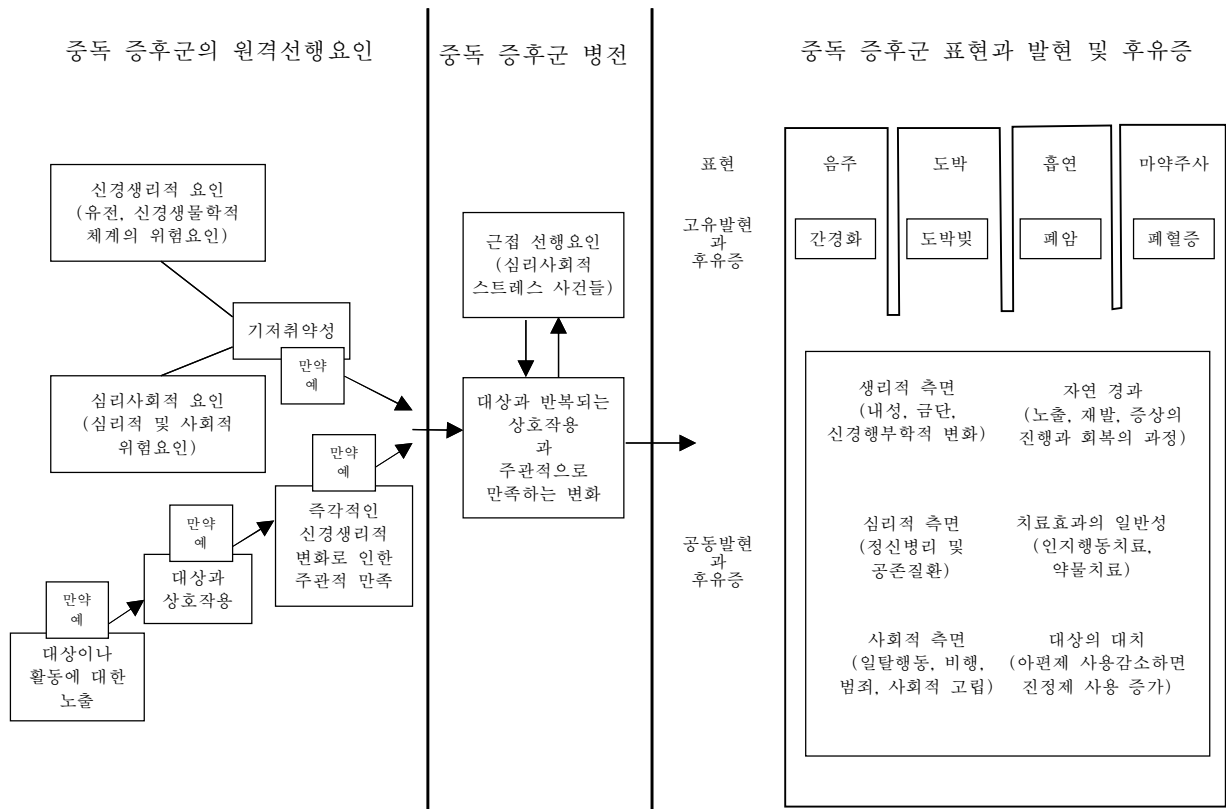 중독 증후군의 원격선행요인
중독 증후군 병전
중독 증후군 표현과 발현 및 후유증
신경생리적 요인
(유전, 신경생물학적
체계의 위험요인)
기저취약성
만약
예
심리사회적 요인
(심리적 및 사회적
위험요인)
만약
예
즉각적인
신경생리적
변화로 인한
주관적 만족
만약
예
대상과
상호작용
만약
예
대상이나
활동에 대한
노출
근접 선행요인
(심리사회적
스트레스 사건들)
대상과 반복되는
상호작용
과
주관적으로
만족하는 변화
표현
음주
도박
흡연
마약주사
고유발현
과
후유증
간경화
도박빚
폐암
폐혈증
공동발현
과
후유증
생리적 측면
(내성, 금단,
신경행부학적 변화)
자연 경과
(노출, 재발, 증상의
진행과 회복의 과정)
심리적 측면
(정신병리 및
공존질환)
치료효과의 일반성
(인지행동치료,
약물치료)
사회적 측면
(일탈행동, 비행,
범죄, 사회적 고립)
대상의 대치
(아편제 사용감소하면
진정제 사용 증가)